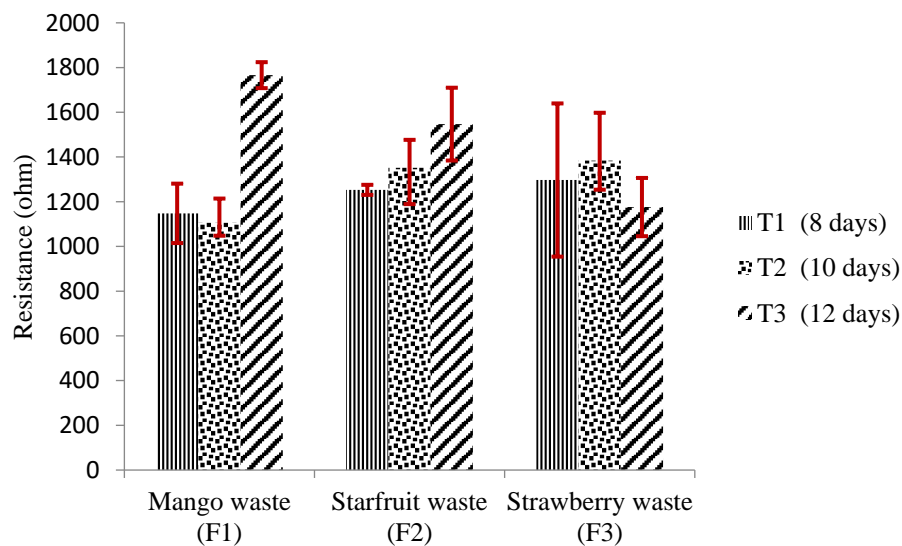 2000
1800
1600
1400
1200
1000
800
600
400
200
0
Resistance (ohm)
Mango waste
(F1)
Starfruit waste
(F2)
Strawberry waste
(F3)
T1 (8 days)
T2 (10 days)
T3 (12 days)